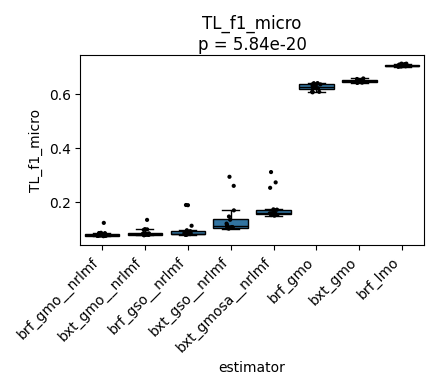 TL_f1_micro
p = 5.84e-20
TL_f1_micro
0.6
0.4
0.2
brf_gmo__nrlmf
bxt_gmo__nrlmf
brf_gso__nrlmf
bxt_gso__nrlmf
bxt_gmosa__nrlmf
brf_gmo
bxt_gmo
brf_lmo
estimator